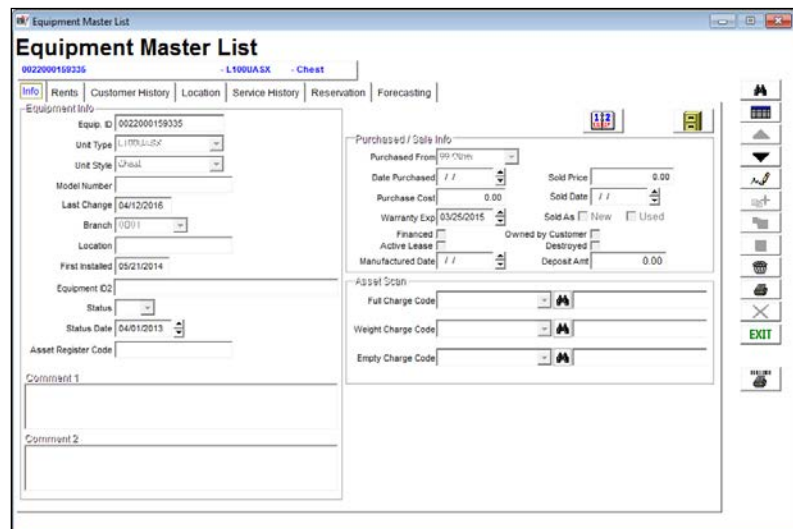 Equipment Master List
Equipment Master List
0022000159335 - L100UASX - Chest
Info Rents Customer History Location Service History Reservation Forecasting
Equipment Info
Equip. ID 0022000159335
Unit Type L100UASX
Unit Style Chest
Model Number
Last Change 04/12/2016
Branch 0001
Location
First Installed 05/21/2014
Equipment ID2
Status
Status Date 04/01/2013
Asset Register Code
Comment 1
Comment 2
Purchased / Sale Info
Purchased From 99 Other
Date Purchased / / Sold Price 0.00
Purchase Cost 0.00 Sold Date / /
Warranty Exp 03/25/2015 Sold As New Used
Financed Owned by Customer
Active Lease Destroyed
Manufactured Date / / Deposit Amt 0.00
Asset Scan
Full Charge Code
Weight Charge Code
Empty Charge Code
EXIT